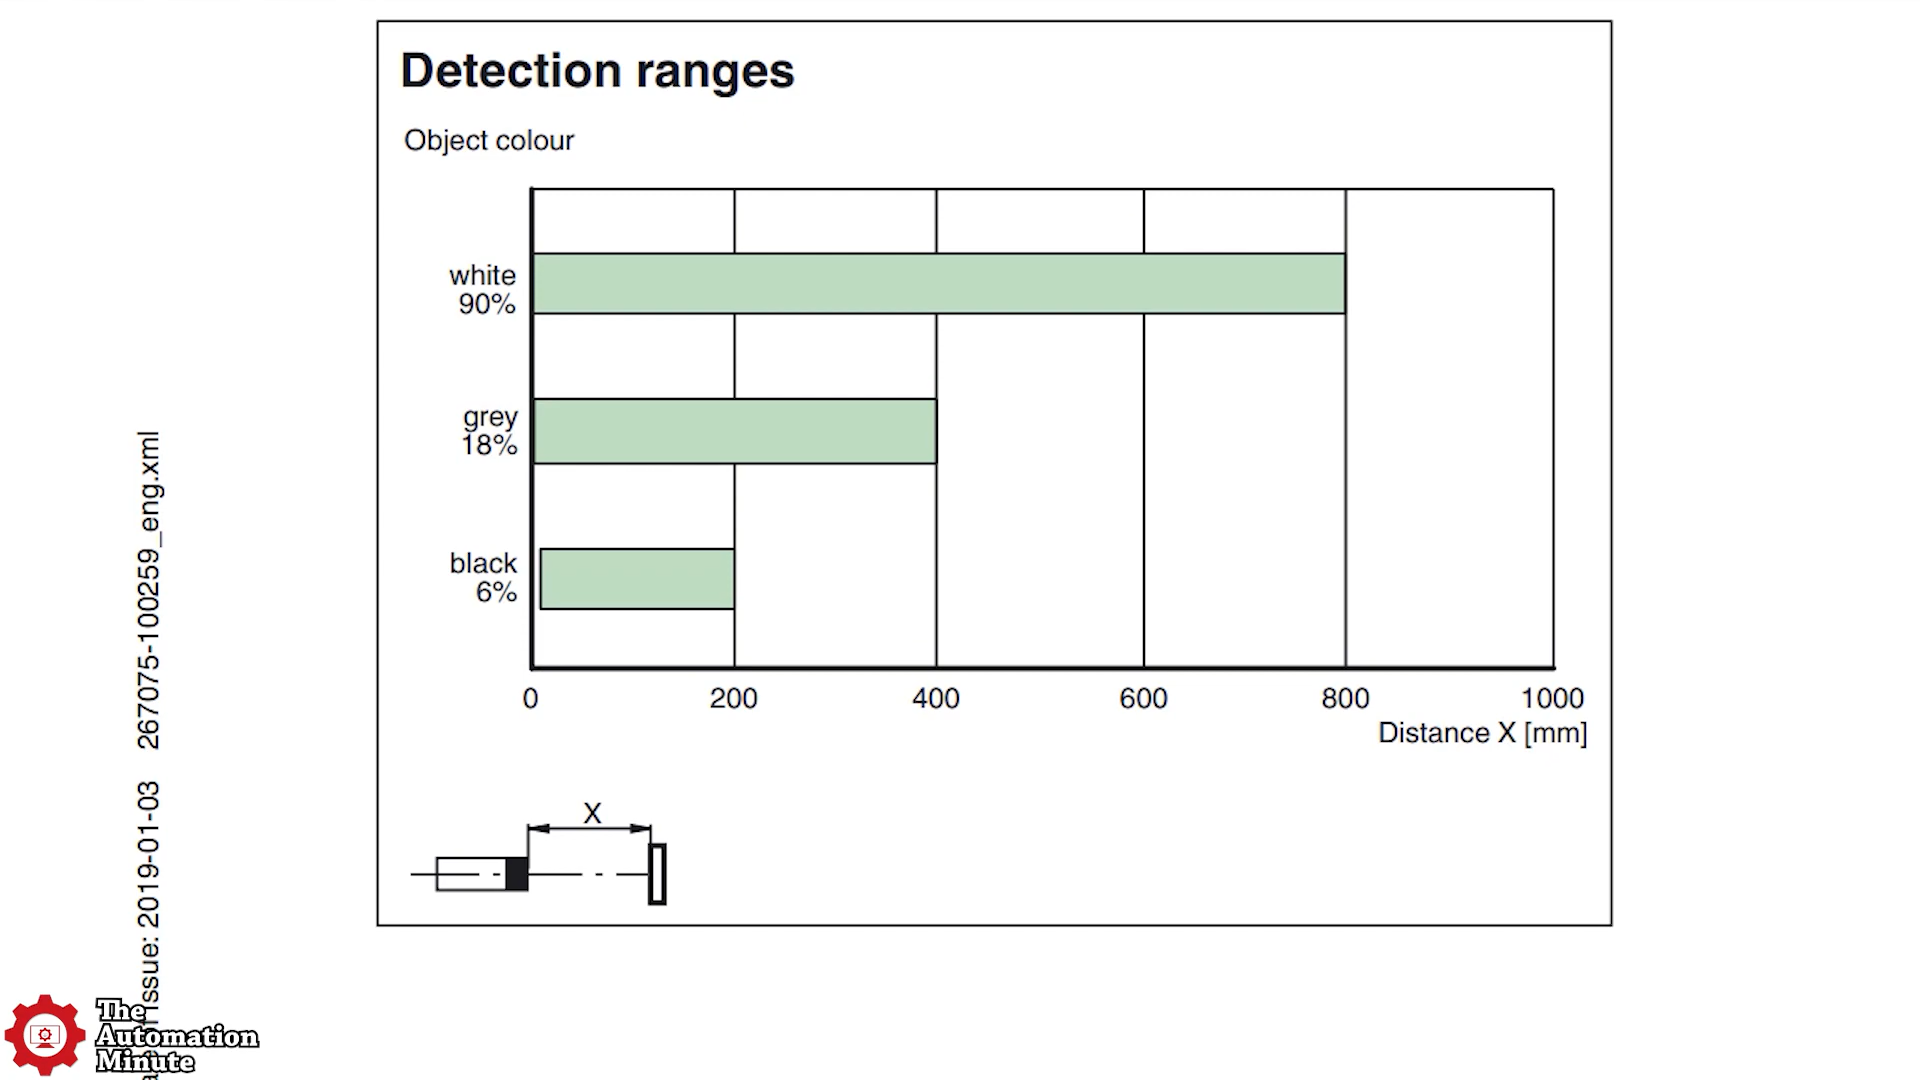 Detection ranges
Object colour
white
90%
grey
18%
black
6%
0 200 400 600 800 1000
Distance X [mm]
X
Issue: 2019-01-03 267075-100259_eng.xml
The
Automation
Minute